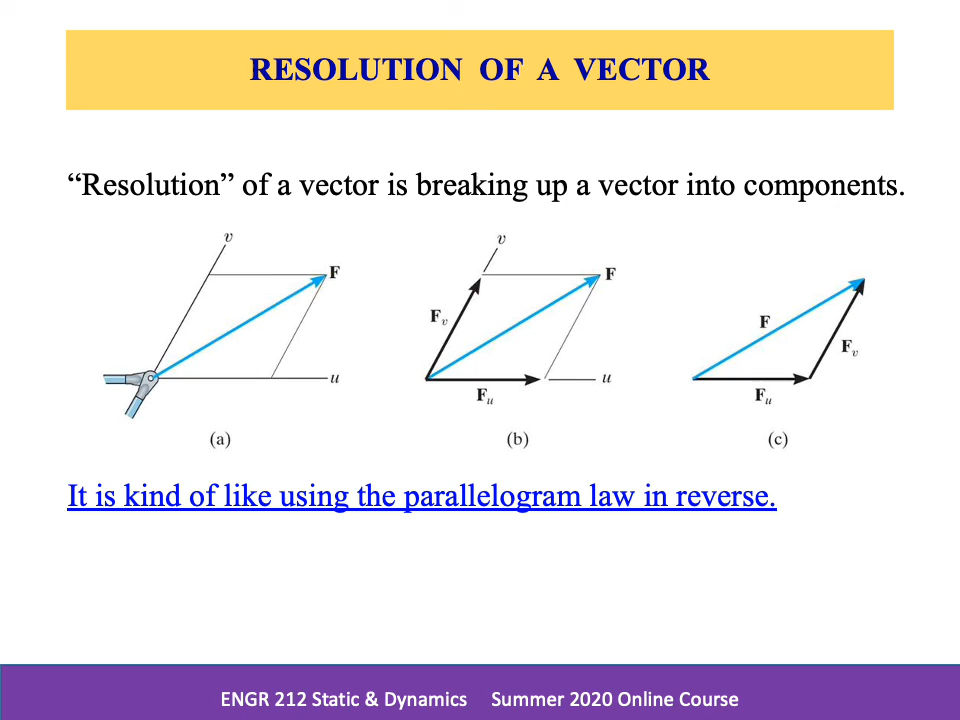 RESOLUTION OF A VECTOR
“Resolution” of a vector is breaking up a vector into components.
v
F
u
(a)
v
F
Fv
u
Fu
(b)
F
Fv
Fu
(c)
It is kind of like using the parallelogram law in reverse.
ENGR 212 Static & Dynamics Summer 2020 Online Course